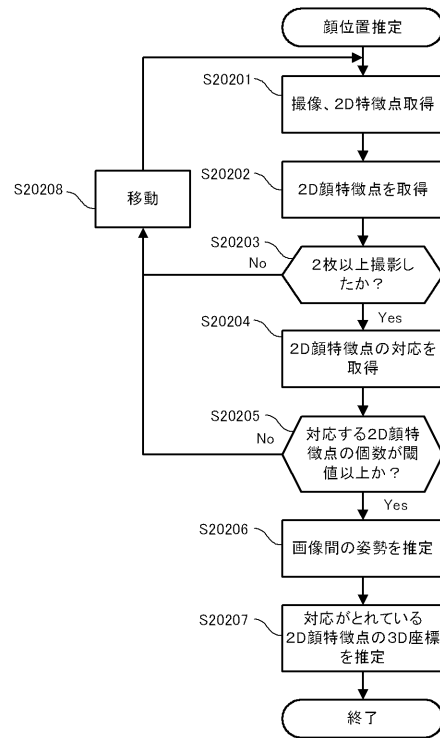 顔位置推定
S20201
撮像、2D特徴点取得
S20202
2D顔特徴点を取得
S20208
移動
S20203
No
2枚以上撮影し
たか？
Yes
S20204
2D顔特徴点の対応を
取得
S20205
No
対応する2D顔特
徴点の個数が閾
値以上か？
Yes
S20206
画像間の姿勢を推定
S20207
対応がとれている
2D顔特徴点の3D座標
を推定
終了